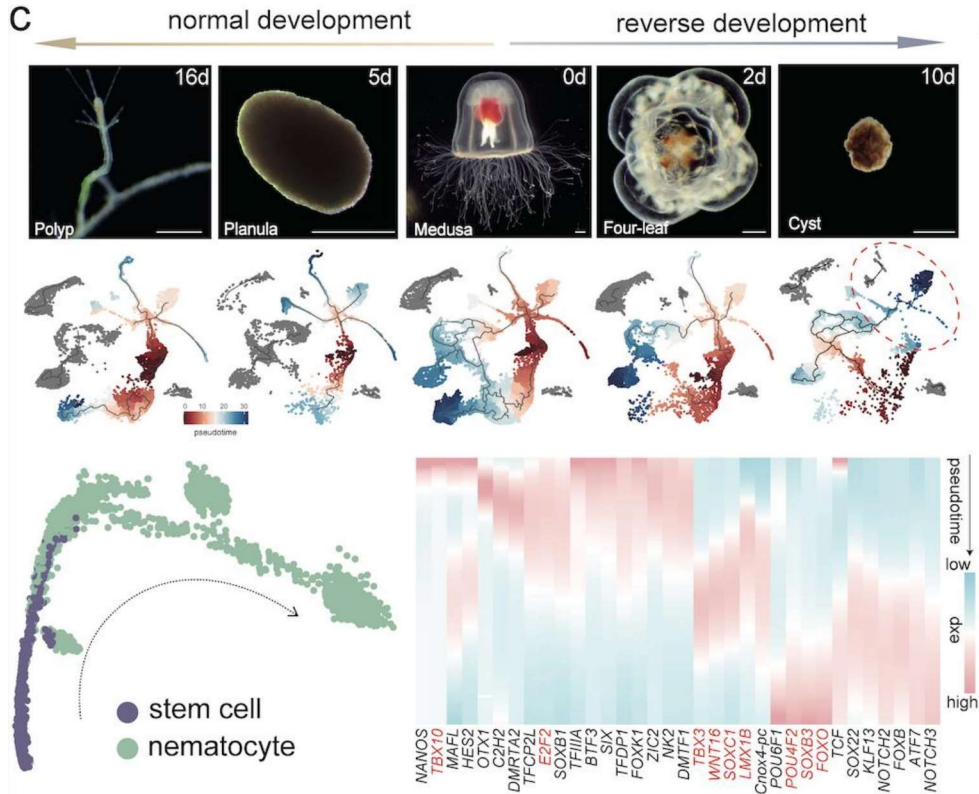 C
normal development
reverse development
16d
5d
0d
2d
10d
Polyp
Planula
Medusa
Four-leaf
Cyst
0 10 20 30
pseudotime
stem cell
nematocyte
pseudotime
low
exp
high
NANOS
TBX10
MAFL
HES2
OTX1
C2H2
DMRTA2
TFCP2L
E2F2
SOXB1
TFIIIA
BTF3
SIX
TFDP1
FOXK1
ZIC2
NK2
DMTF1
TBX3
WNT16
SOXC1
LMX1B
Cnox4-pc
POU6F1
POU4F2
SOXB3
FOXO
TCF
SOX22
KLF13
NOTCH2
FOXB
ATF7
NOTCH3